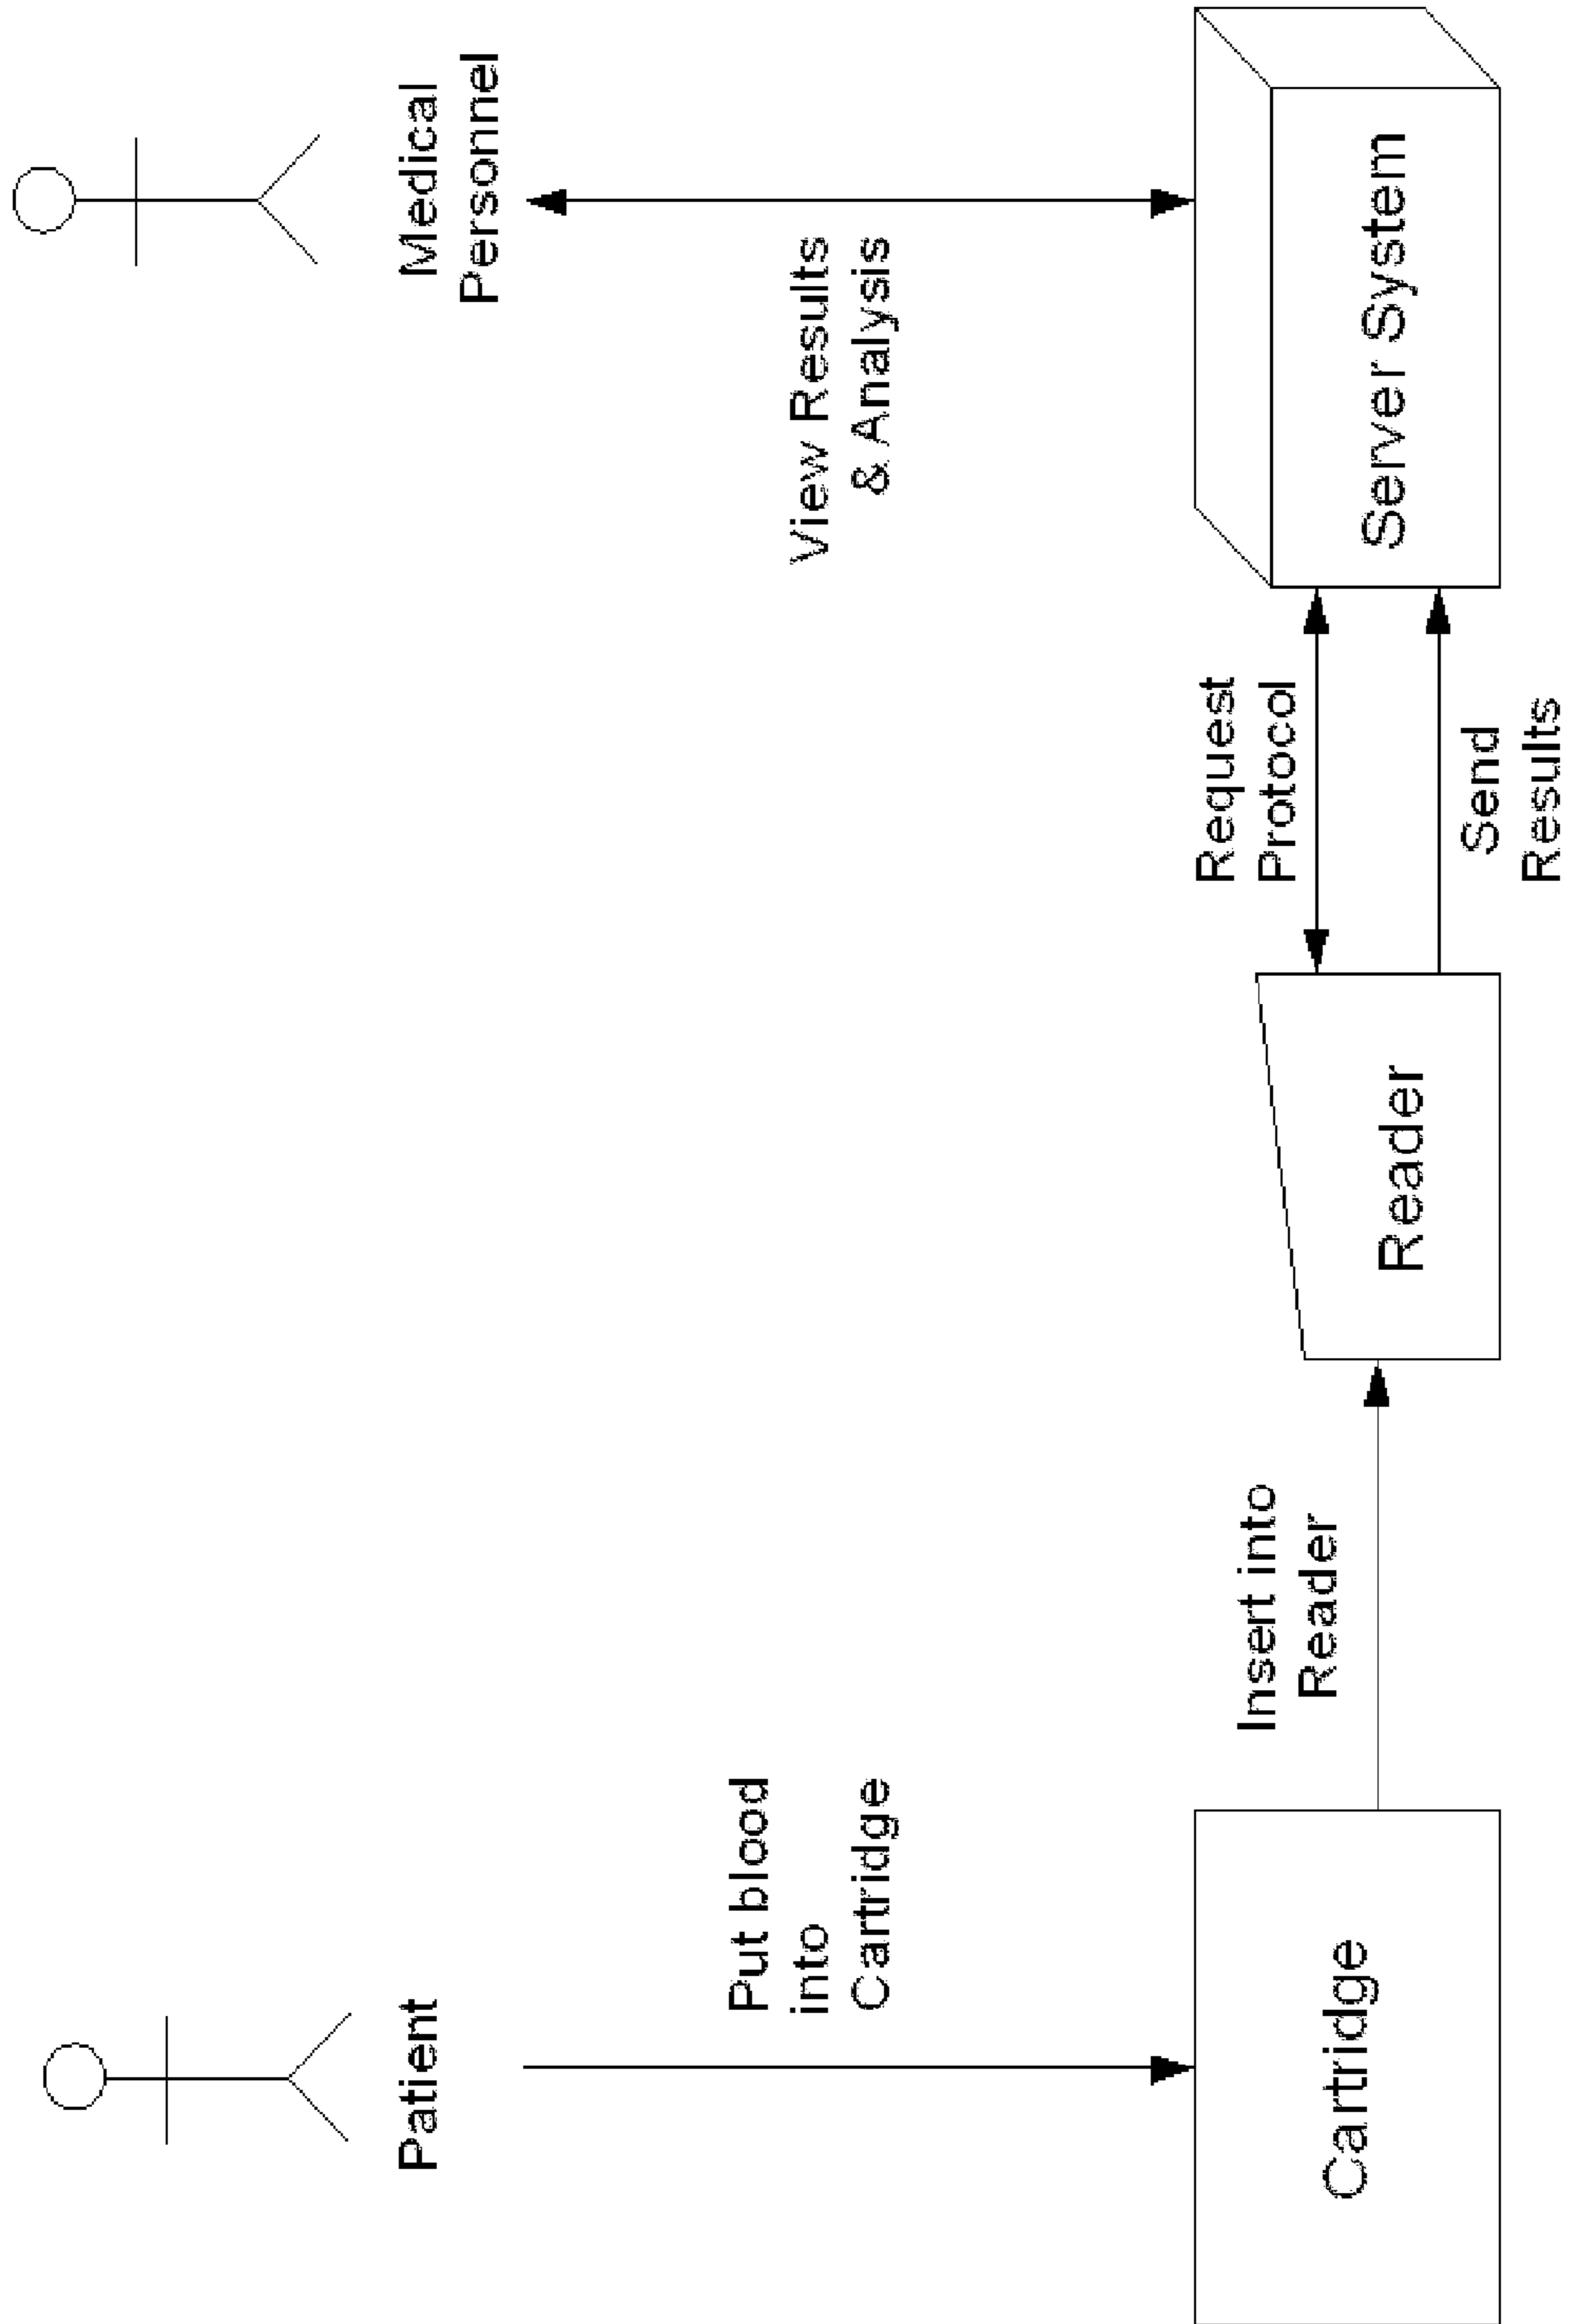 Patient
Medical
Personnel
Put blood
into
Cartridge
View Results
& Analysis
Cartridge
Insert into
Reader
Reader
Request
Protocol
Send
Results
Server System